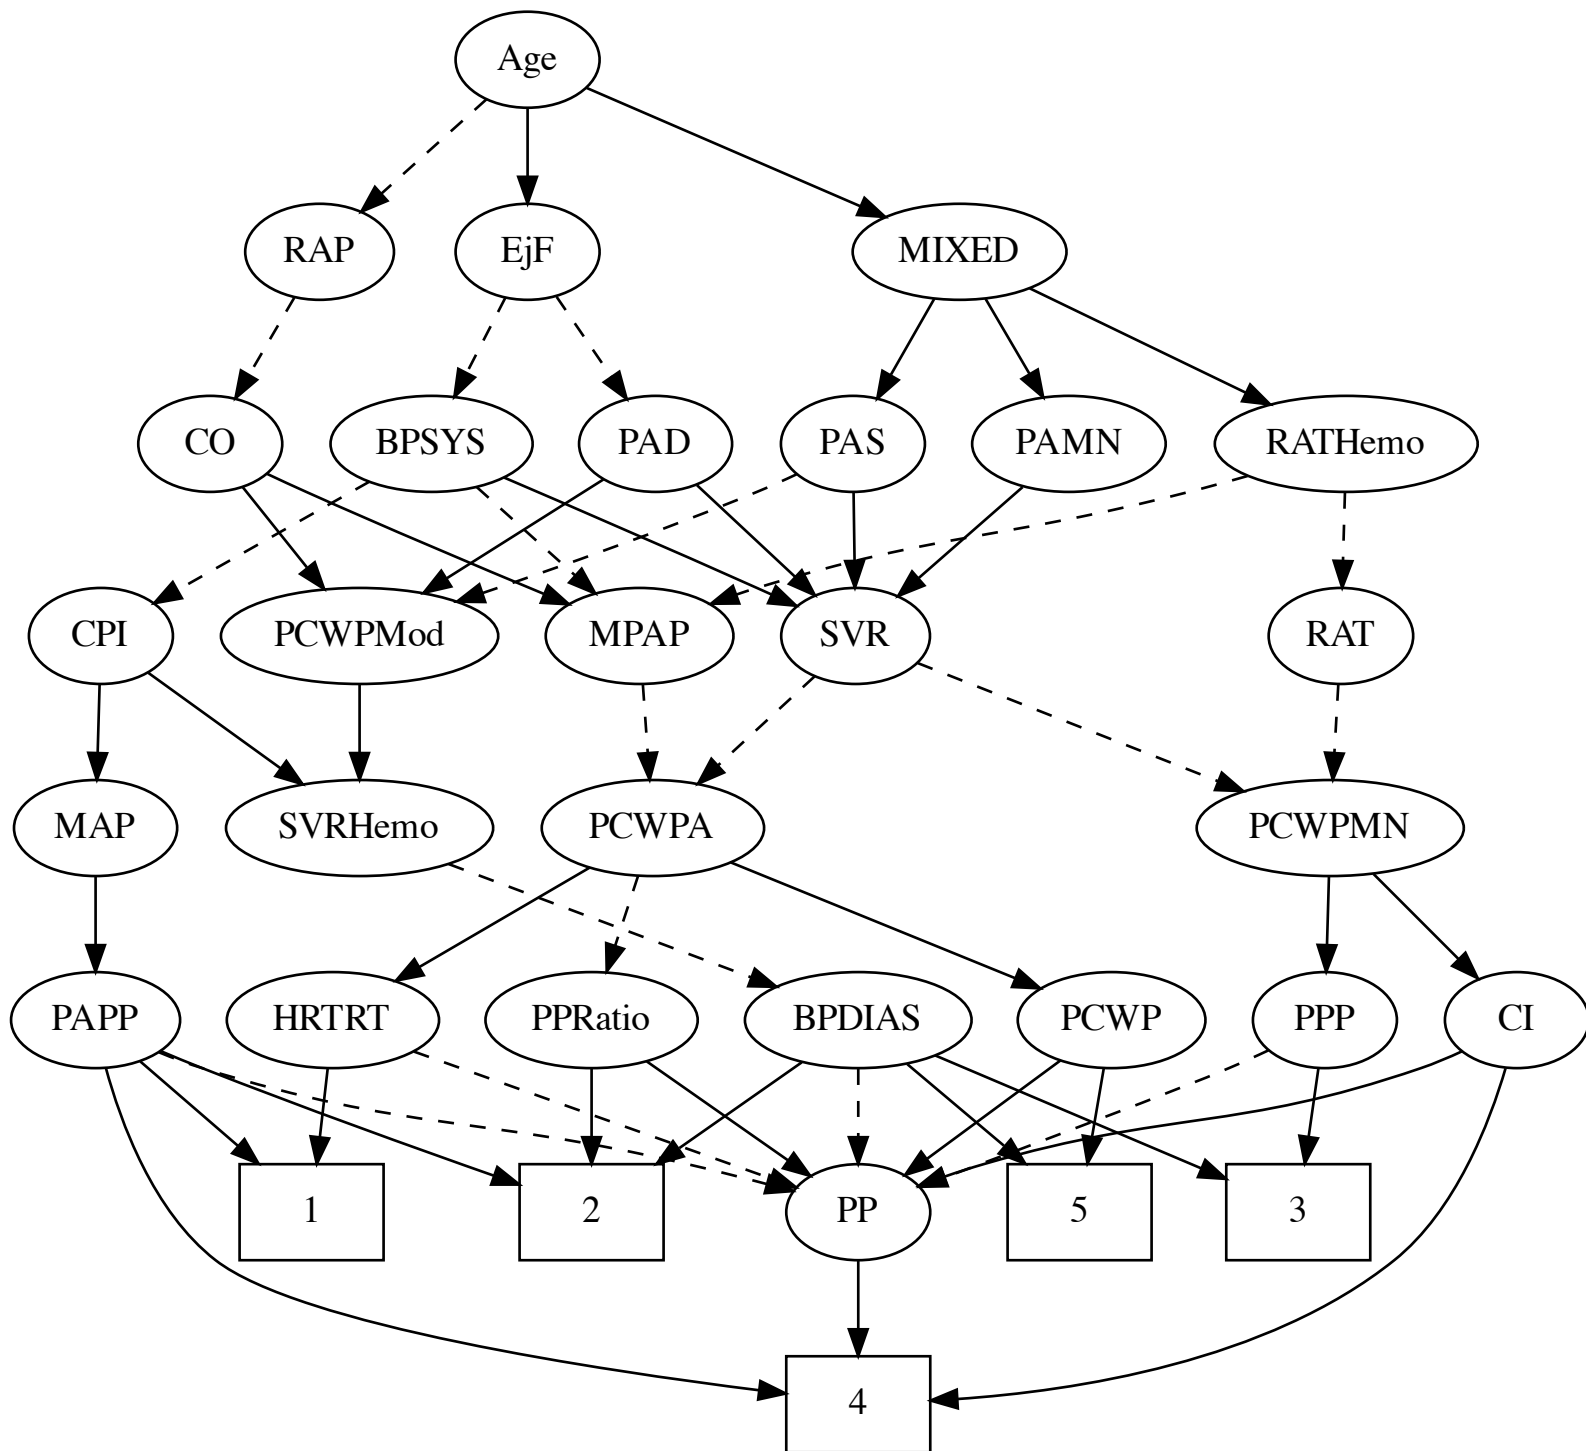 Age
RAP
EjF
MIXED
CO
BPSYS
PAD
PAS
PAMN
RATHemo
CPI
PCWPMod
MPAP
SVR
RAT
MAP
SVRHemo
PCWPA
PCWPMN
PAPP
HRTRT
PPRatio
BPDIAS
PCWP
PPP
CI
1
2
PP
5
3
4